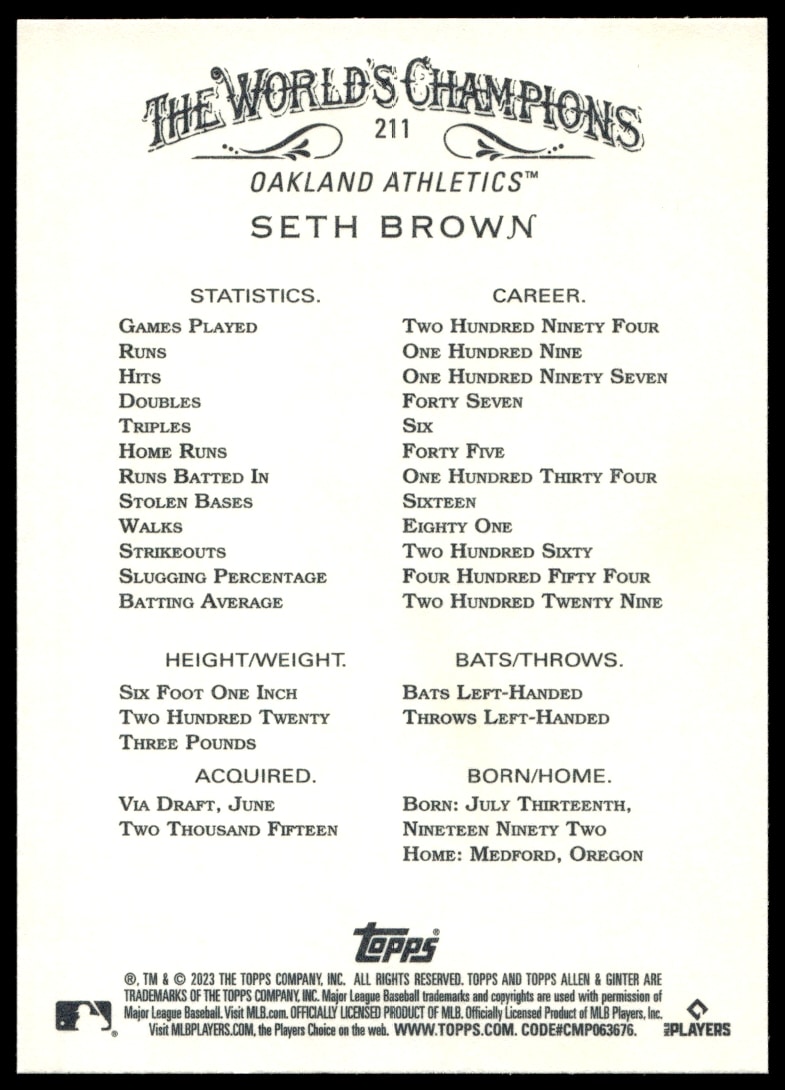 THE WORLD'S CHAMPIONS
211
OAKLAND ATHLETICS™
SETH BROWN
STATISTICS. CAREER.
GAMES PLAYED TWO HUNDRED NINETY FOUR
RUNS ONE HUNDRED NINE
HITS ONE HUNDRED NINETY SEVEN
DOUBLES FORTY SEVEN
TRIPLES SIX
HOME RUNS FORTY FIVE
RUNS BATTED IN ONE HUNDRED THIRTY FOUR
STOLEN BASES SIXTEEN
WALKS EIGHTY ONE
STRIKEOUTS TWO HUNDRED SIXTY
SLUGGING PERCENTAGE FOUR HUNDRED FIFTY FOUR
BATTING AVERAGE TWO HUNDRED TWENTY NINE
HEIGHT/WEIGHT.
SIX FOOT ONE INCH
TWO HUNDRED TWENTY
THREE POUNDS
BATS/THROWS.
BATS LEFT-HANDED
THROWS LEFT-HANDED
ACQUIRED.
VIA DRAFT, JUNE
TWO THOUSAND FIFTEEN
BORN/HOME.
BORN: JULY THIRTEENTH,
NINETEEN NINETY TWO
HOME: MEDFORD, OREGON
TOPPS®
®, TM & © 2023 THE TOPPS COMPANY, INC. ALL RIGHTS RESERVED. TOPPS AND TOPPS ALLEN & GINTER ARE
TRADEMARKS OF THE TOPPS COMPANY, INC. Major League Baseball trademarks and copyrights are used with permission of
Major League Baseball. Visit MLB.com. OFFICIALLY LICENSED PRODUCT OF MLB. Officially Licensed Product of MLB Players, Inc.
Visit MLBPLAYERS.COM, the Players Choice on the web. WWW.TOPPS.COM. CODE#CMP063676.
MLB PLAYERS